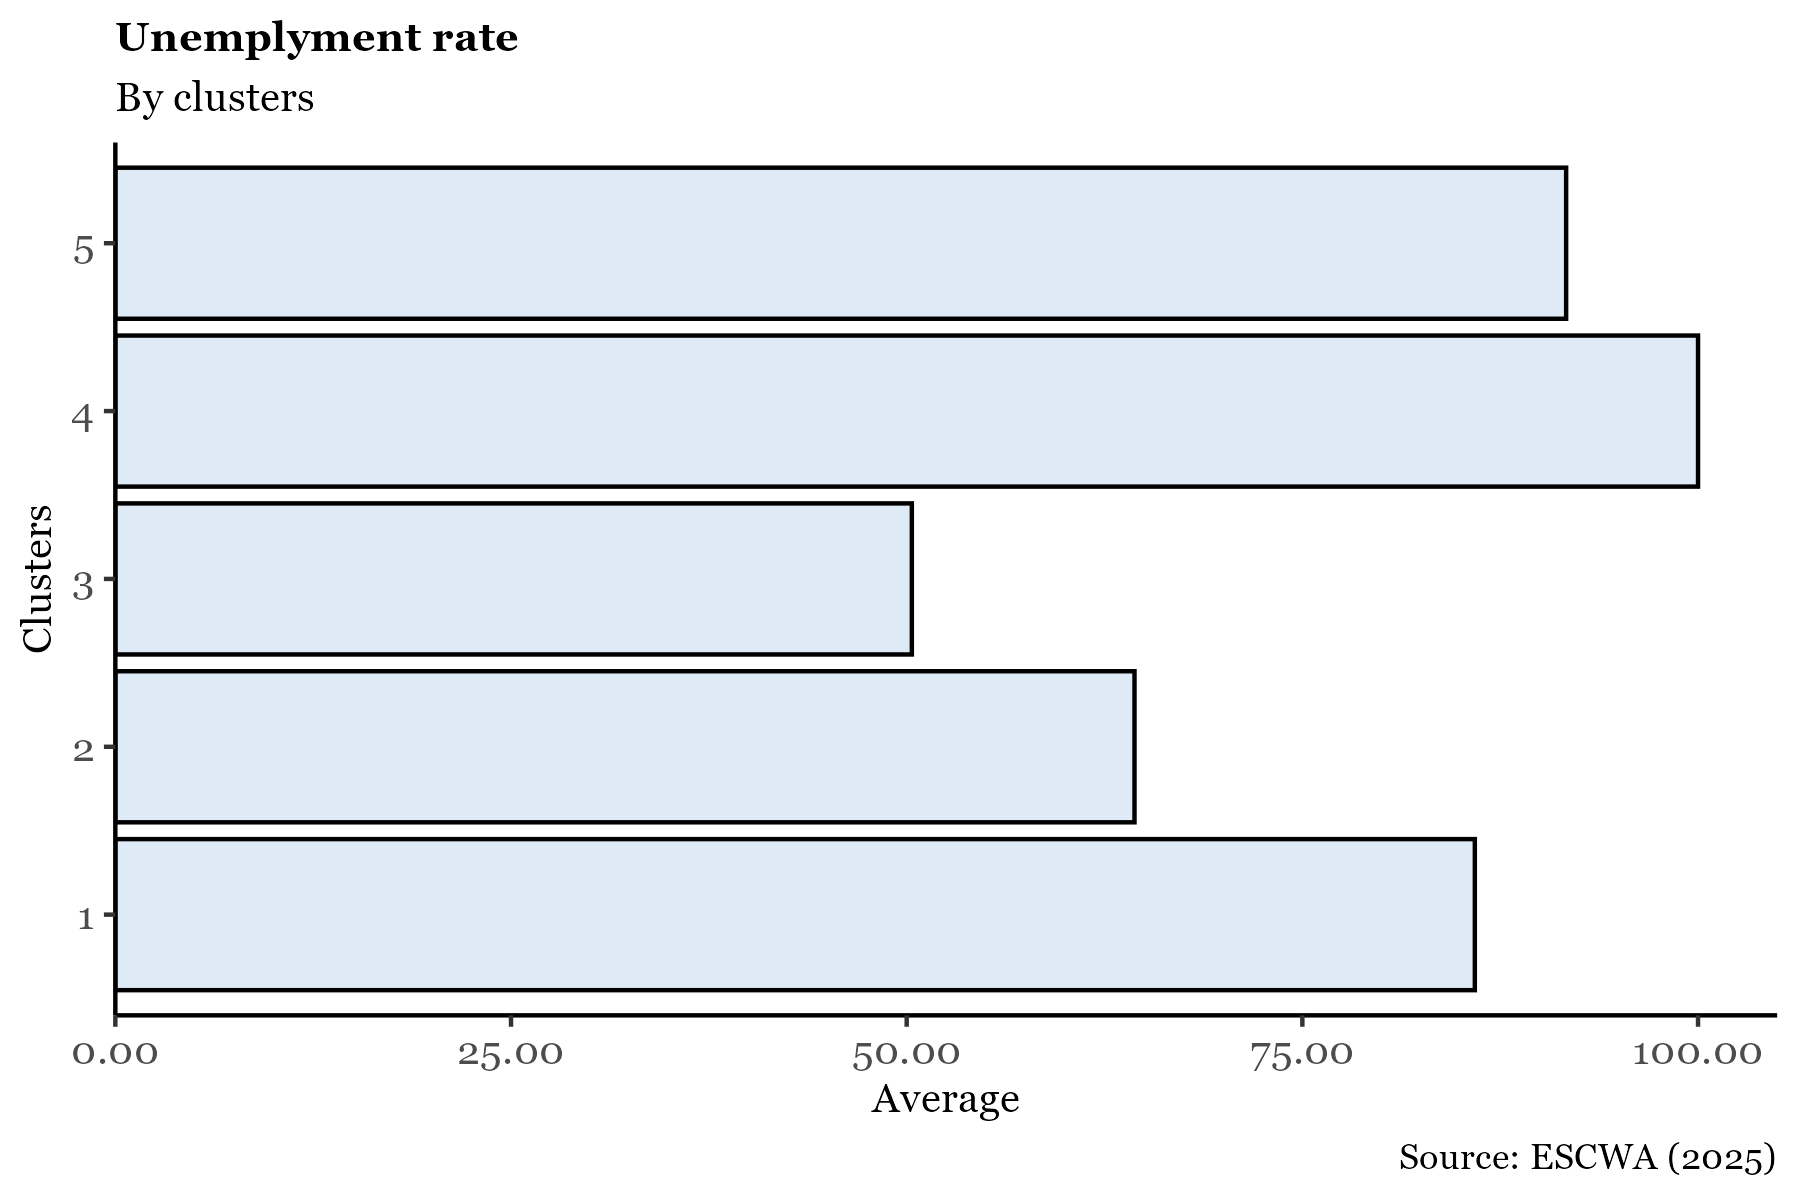 Unemplyment rate
By clusters
Clusters
5
4
3
2
1
0.00 25.00 50.00 75.00 100.00
Average
Source: ESCWA (2025)